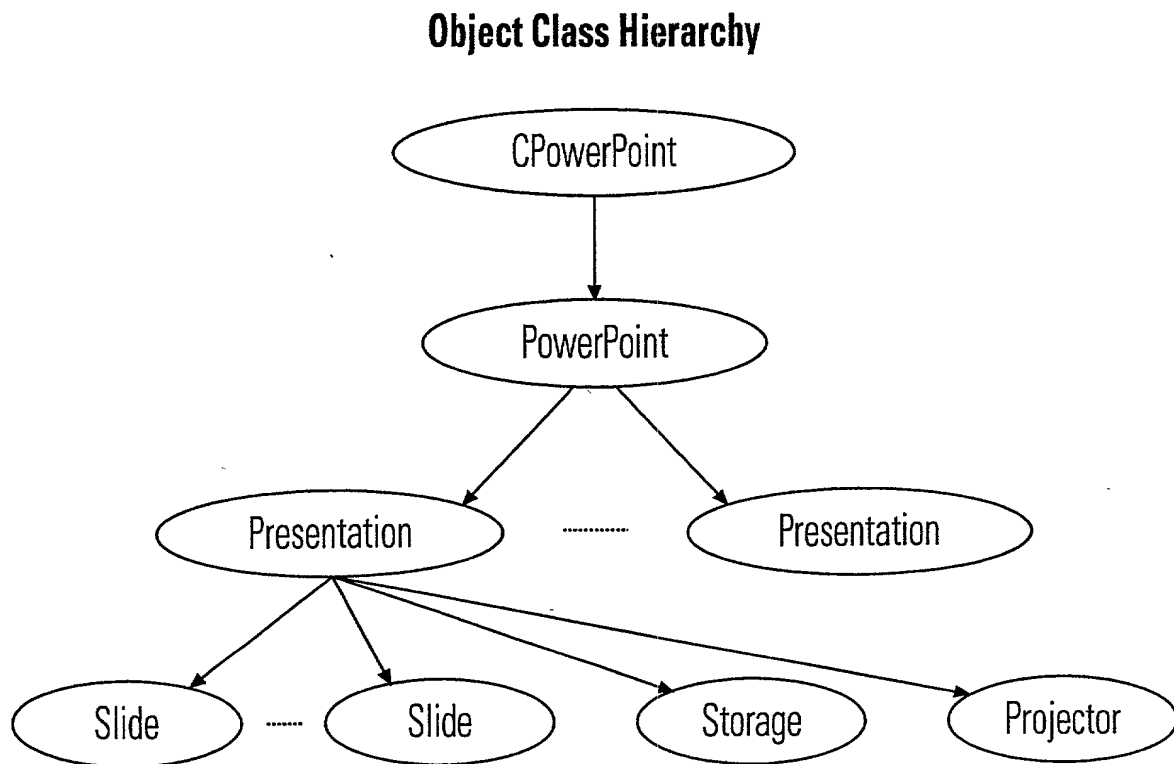 Object Class Hierarchy
CPowerPoint
PowerPoint
Presentation
Presentation
Slide
Slide
Storage
Projector